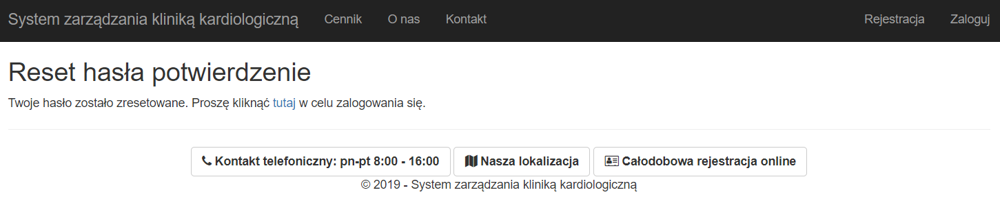 System zarządzania kliniką kardiologiczną Cennik O nas Kontakt Rejestracja Zaloguj
Reset hasła potwierdzenie
Twoje hasło zostało zresetowane. Proszę kliknąć tutaj w celu zalogowania się.
Kontakt telefoniczny: pn-pt 8:00 - 16:00 Nasza lokalizacja Całodobowa rejestracja online
© 2019 - System zarządzania kliniką kardiologiczną